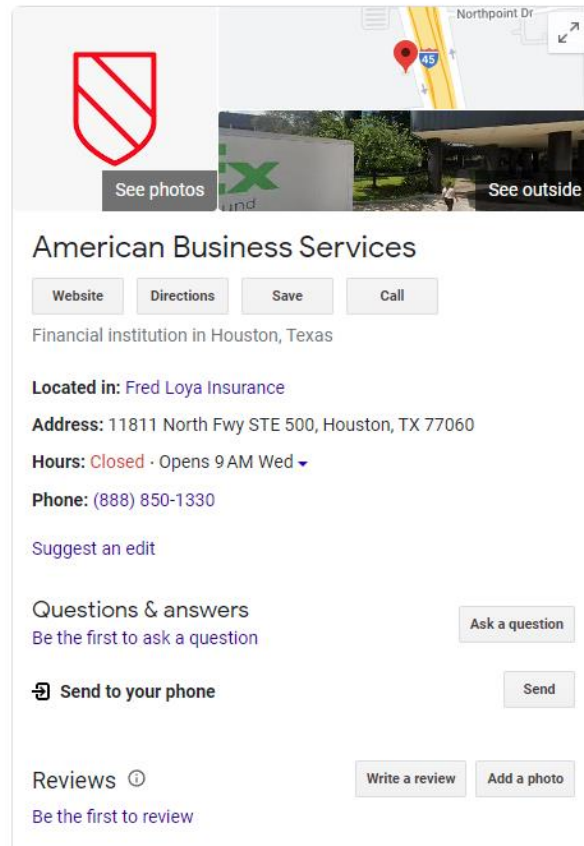 Northpoint Dr
45
See photos
Ex
und
See outside
American Business Services
Website
Directions
Save
Call
Financial institution in Houston, Texas
Located in: Fred Loya Insurance
Address: 11811 North Fwy STE 500, Houston, TX 77060
Hours: Closed · Opens 9 AM Wed
Phone: (888) 850-1330
Suggest an edit
Questions & answers
Be the first to ask a question
Ask a question
Send to your phone
Send
Reviews
Write a review
Add a photo
Be the first to review